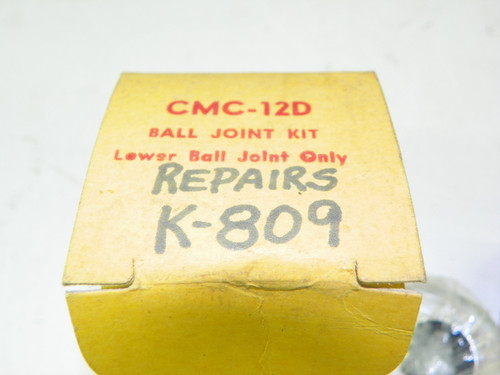 CMC-12D
BALL JOINT KIT
Lower Ball Joint Only
REPAIRS
K-809